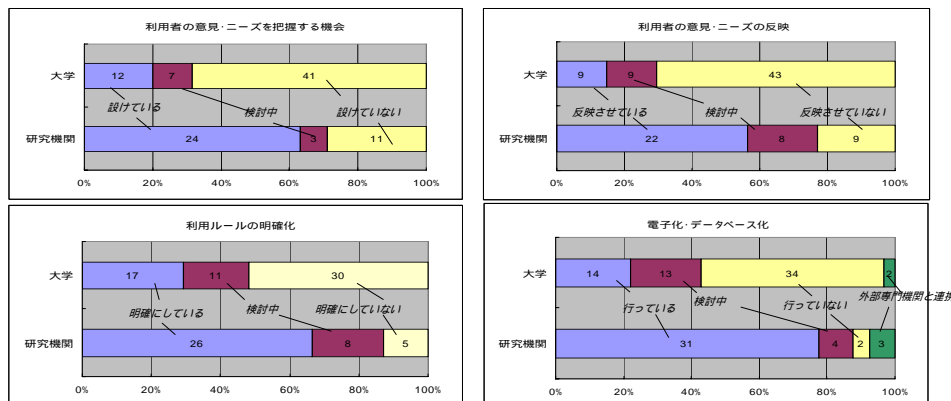 利用者の意見・ニーズを把握する機会
大学
12 7 41
設けている 検討中 設けていない
研究機関
24 3 11
0% 20% 40% 60% 80% 100%
利用者の意見・ニーズの反映
大学
9 9 43
反映させている 検討中 反映させていない
研究機関
22 8 9
0% 20% 40% 60% 80% 100%
利用ルールの明確化
大学
17 11 30
明確にしている 検討中 明確にしていない
研究機関
26 8 5
0% 20% 40% 60% 80% 100%
電子化・データベース化
大学
14 13 34 2
行っている 検討中 行っていない 外部専門機関と連携
研究機関
31 4 2 3
0% 20% 40% 60% 80% 100%